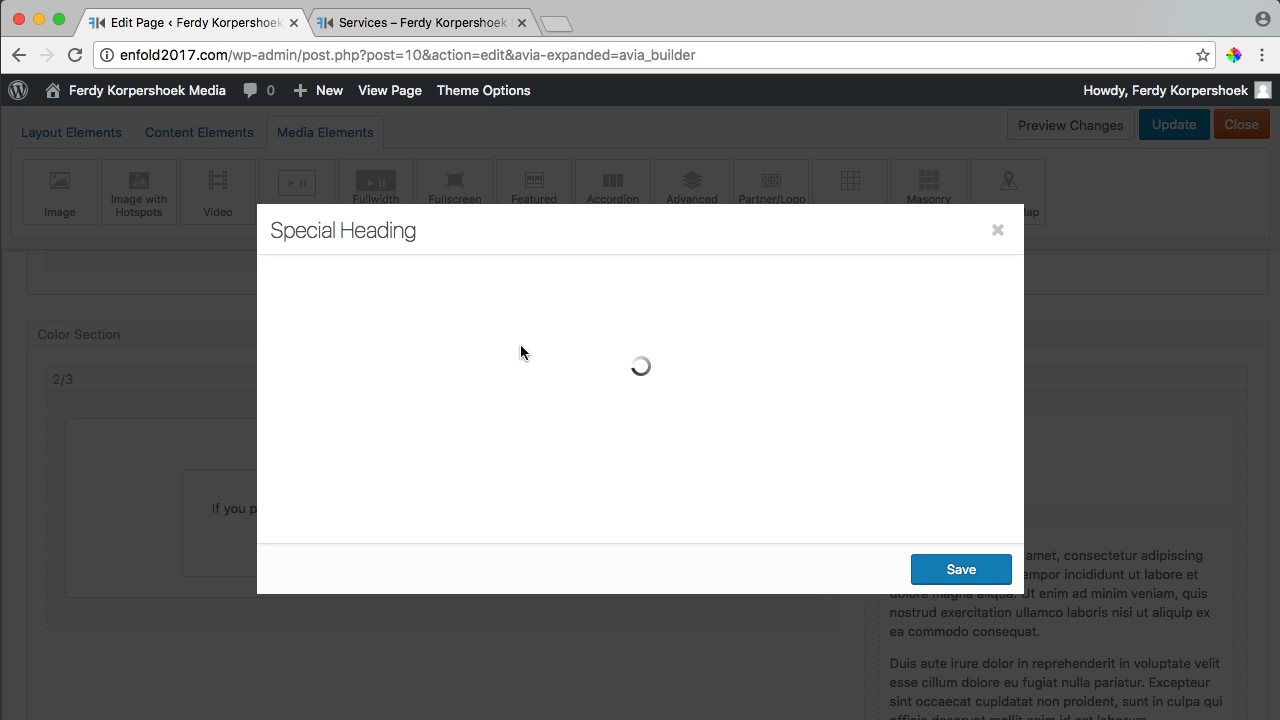 Edit Page ‹ Ferdy Korpershoek
Services – Ferdy Korpershoek
enfold2017.com/wp-admin/post.php?post=10&action=edit&avia-expanded=avia_builder
Ferdy Korpershoek Media 0 New View Page Theme Options Howdy, Ferdy Korpershoek
Layout Elements Content Elements Media Elements Preview Changes Update Close
Image
Image with Hotspots
Video
Fullwidth
Fullscreen
Featured
Accordion
Advanced
Partner/Logo
Masonry
Special Heading
Color Section
2/3
If you p
Save
amet, consectetur adipiscing
empor incididunt ut labore et
dolore magna aliqua. Ut enim ad minim veniam, quis
nostrud exercitation ullamco laboris nisi ut aliquip ex
ea commodo consequat.
Duis aute irure dolor in reprehenderit in voluptate velit
esse cillum dolore eu fugiat nulla pariatur. Excepteur
sint occaecat cupidatat non proident, sunt in culpa qui